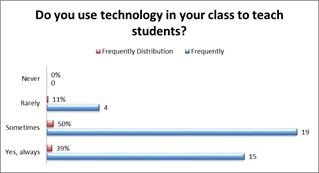 Do you use technology in your class to teach
students?
Frequently Distribution Frequently
Never 0%
0
Rarely 11%
4
Sometimes 50%
19
Yes, always 39%
15